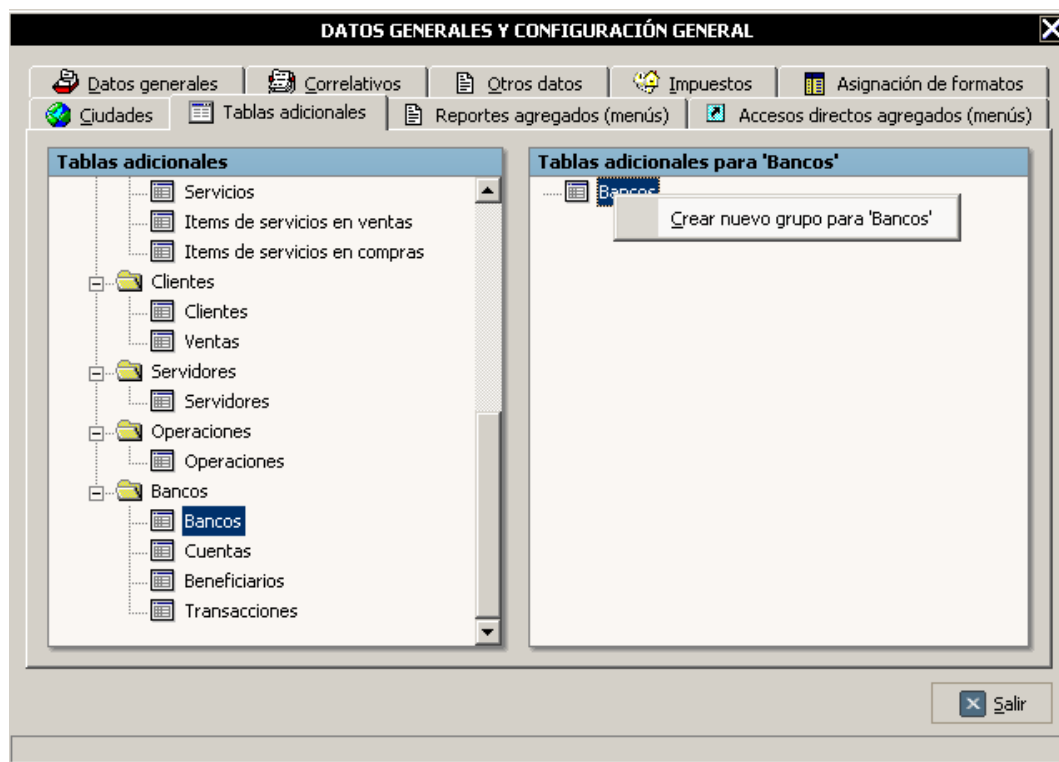 DATOS GENERALES Y CONFIGURACIÓN GENERAL
Datos generales
Correlativos
Otros datos
Impuestos
Asignación de formatos
Ciudades
Tablas adicionales
Reportes agregados (menús)
Accesos directos agregados (menús)
Tablas adicionales
Servicios
Items de servicios en ventas
Items de servicios en compras
Clientes
Clientes
Ventas
Servidores
Servidores
Operaciones
Operaciones
Bancos
Bancos
Cuentas
Beneficiarios
Transacciones
Tablas adicionales para 'Bancos'
Bancos
Crear nuevo grupo para 'Bancos'
Salir